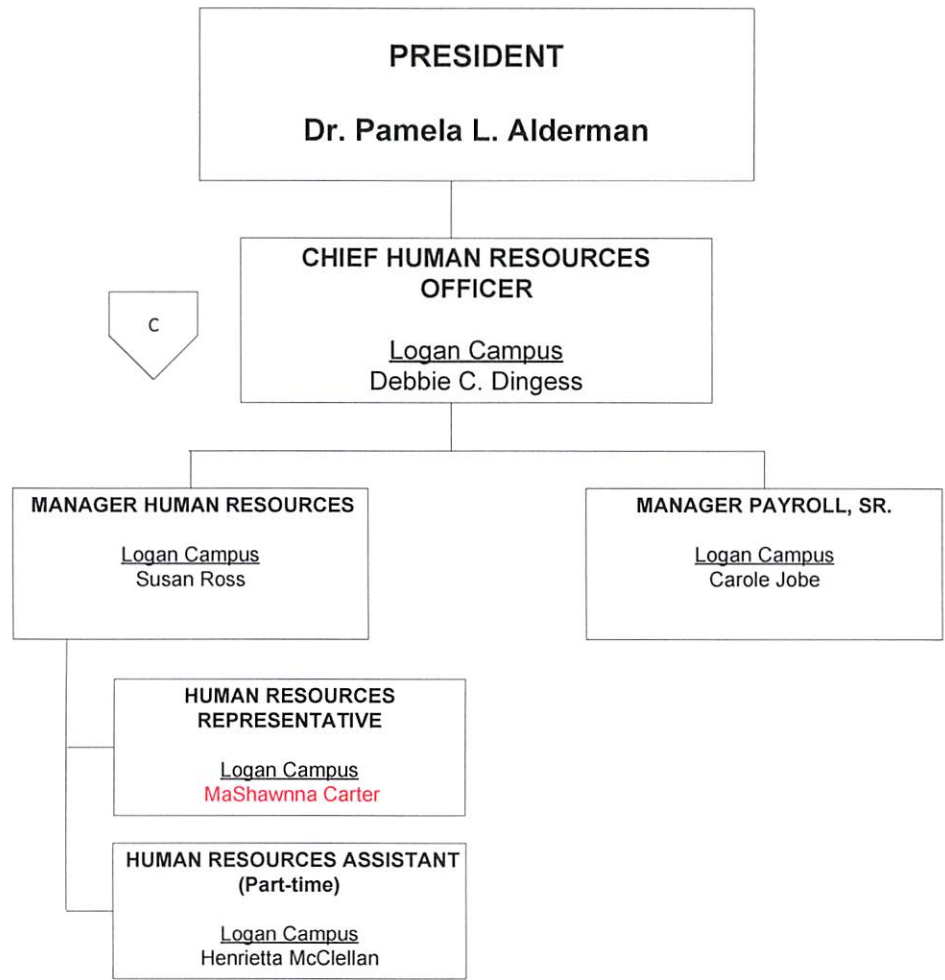 PRESIDENT
Dr. Pamela L. Alderman
CHIEF HUMAN RESOURCES
OFFICER
Logan Campus
Debbie C. Dingess
C
MANAGER HUMAN RESOURCES
Logan Campus
Susan Ross
MANAGER PAYROLL, SR.
Logan Campus
Carole Jobe
HUMAN RESOURCES
REPRESENTATIVE
Logan Campus
MaShawnna Carter
HUMAN RESOURCES ASSISTANT
(Part-time)
Logan Campus
Henrietta McClellan